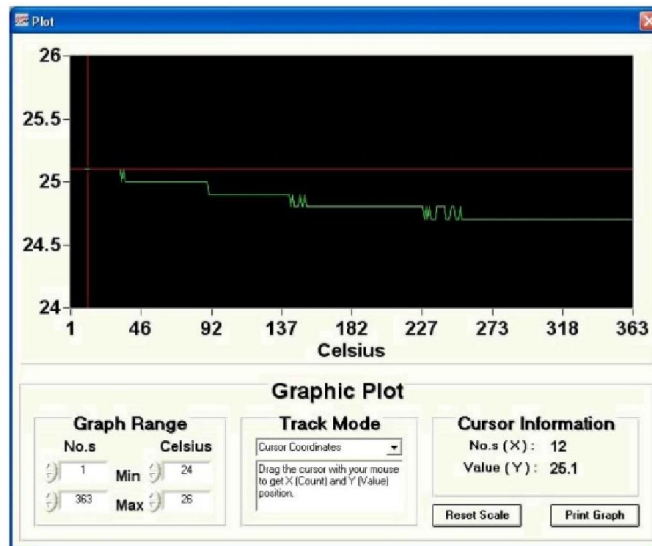 Plot
26
25.5
25
24.5
24
1 46 92 137 182 227 273 318 363
Celsius
Graphic Plot
Graph Range
No.s Celsius
1 Min 24
363 Max 26
Track Mode
Cursor Coordinates
Drag the cursor with your mouse
to get X (Count) and Y (Value)
position.
Cursor Information
No.s (X) : 12
Value (Y) : 25.1
Reset Scale Print Graph